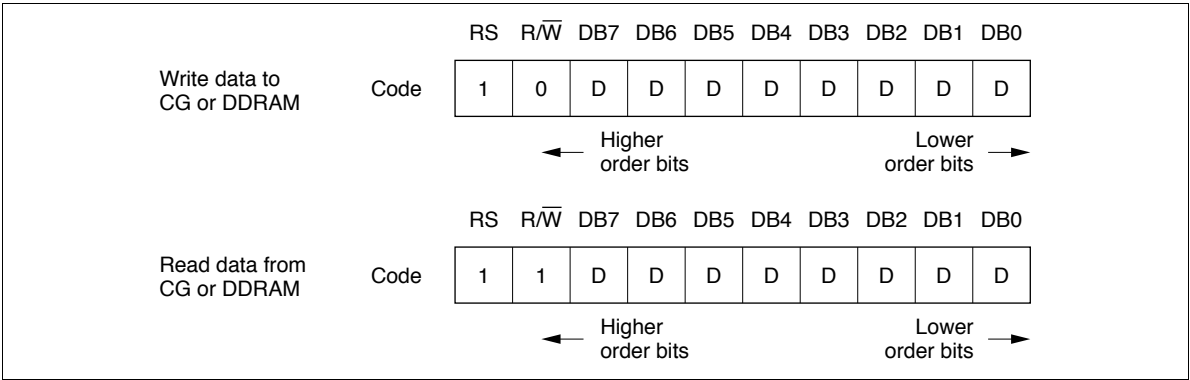 RS R/W̅ DB7 DB6 DB5 DB4 DB3 DB2 DB1 DB0
Write data to
CG or DDRAM
Code 1 0 D D D D D D D D
Higher
order bits
Lower
order bits
RS R/W̅ DB7 DB6 DB5 DB4 DB3 DB2 DB1 DB0
Read data from
CG or DDRAM
Code 1 1 D D D D D D D D
Higher
order bits
Lower
order bits